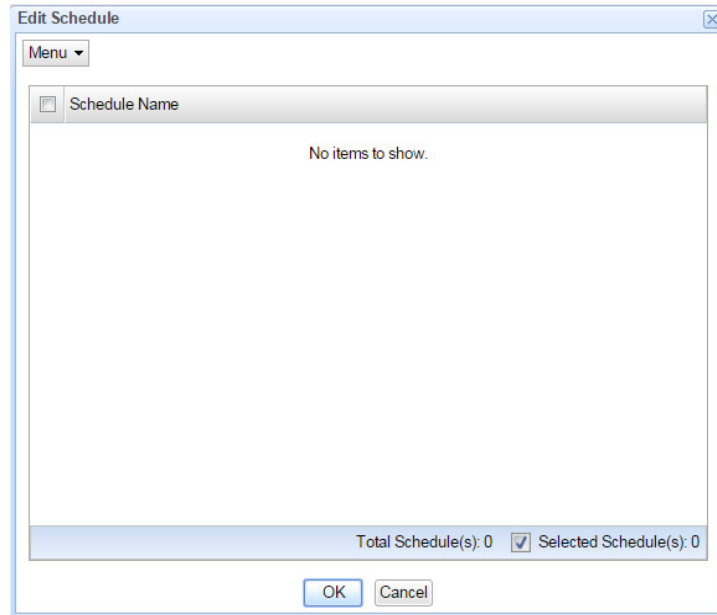 Edit Schedule
Menu
Schedule Name
No items to show.
Total Schedule(s): 0 Selected Schedule(s): 0
OK Cancel